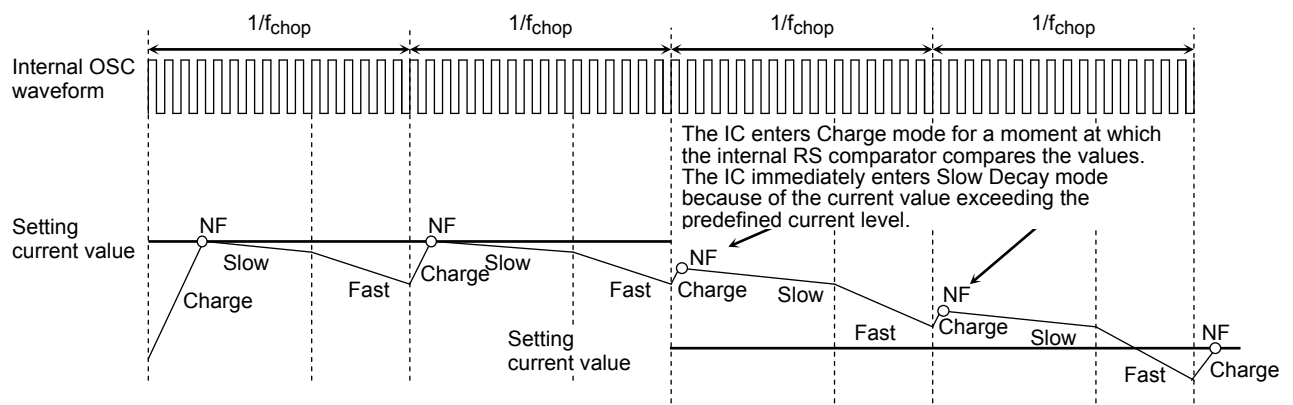 1/fchop
1/fchop
1/fchop
1/fchop
Internal OSC
waveform
The IC enters Charge mode for a moment at which
the internal RS comparator compares the values.
The IC immediately enters Slow Decay mode
because of the current value exceeding the
predefined current level.
Setting
current value
NF
Slow
Charge
Fast
NF
Charge
Slow
Fast
NF
Charge
Slow
Fast
NF
Charge
Slow
Fast
NF
Charge
Setting
current value